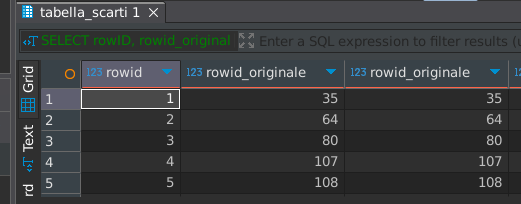 tabella_scarti 1
SELECT rowID, rowid_original Enter a SQL expression to filter results (u
Grid
Text
rd
123 rowid 123 rowid_originale 123 rowid_originale
1 1 35 35
2 2 64 64
3 3 80 80
4 4 107 107
5 5 108 108